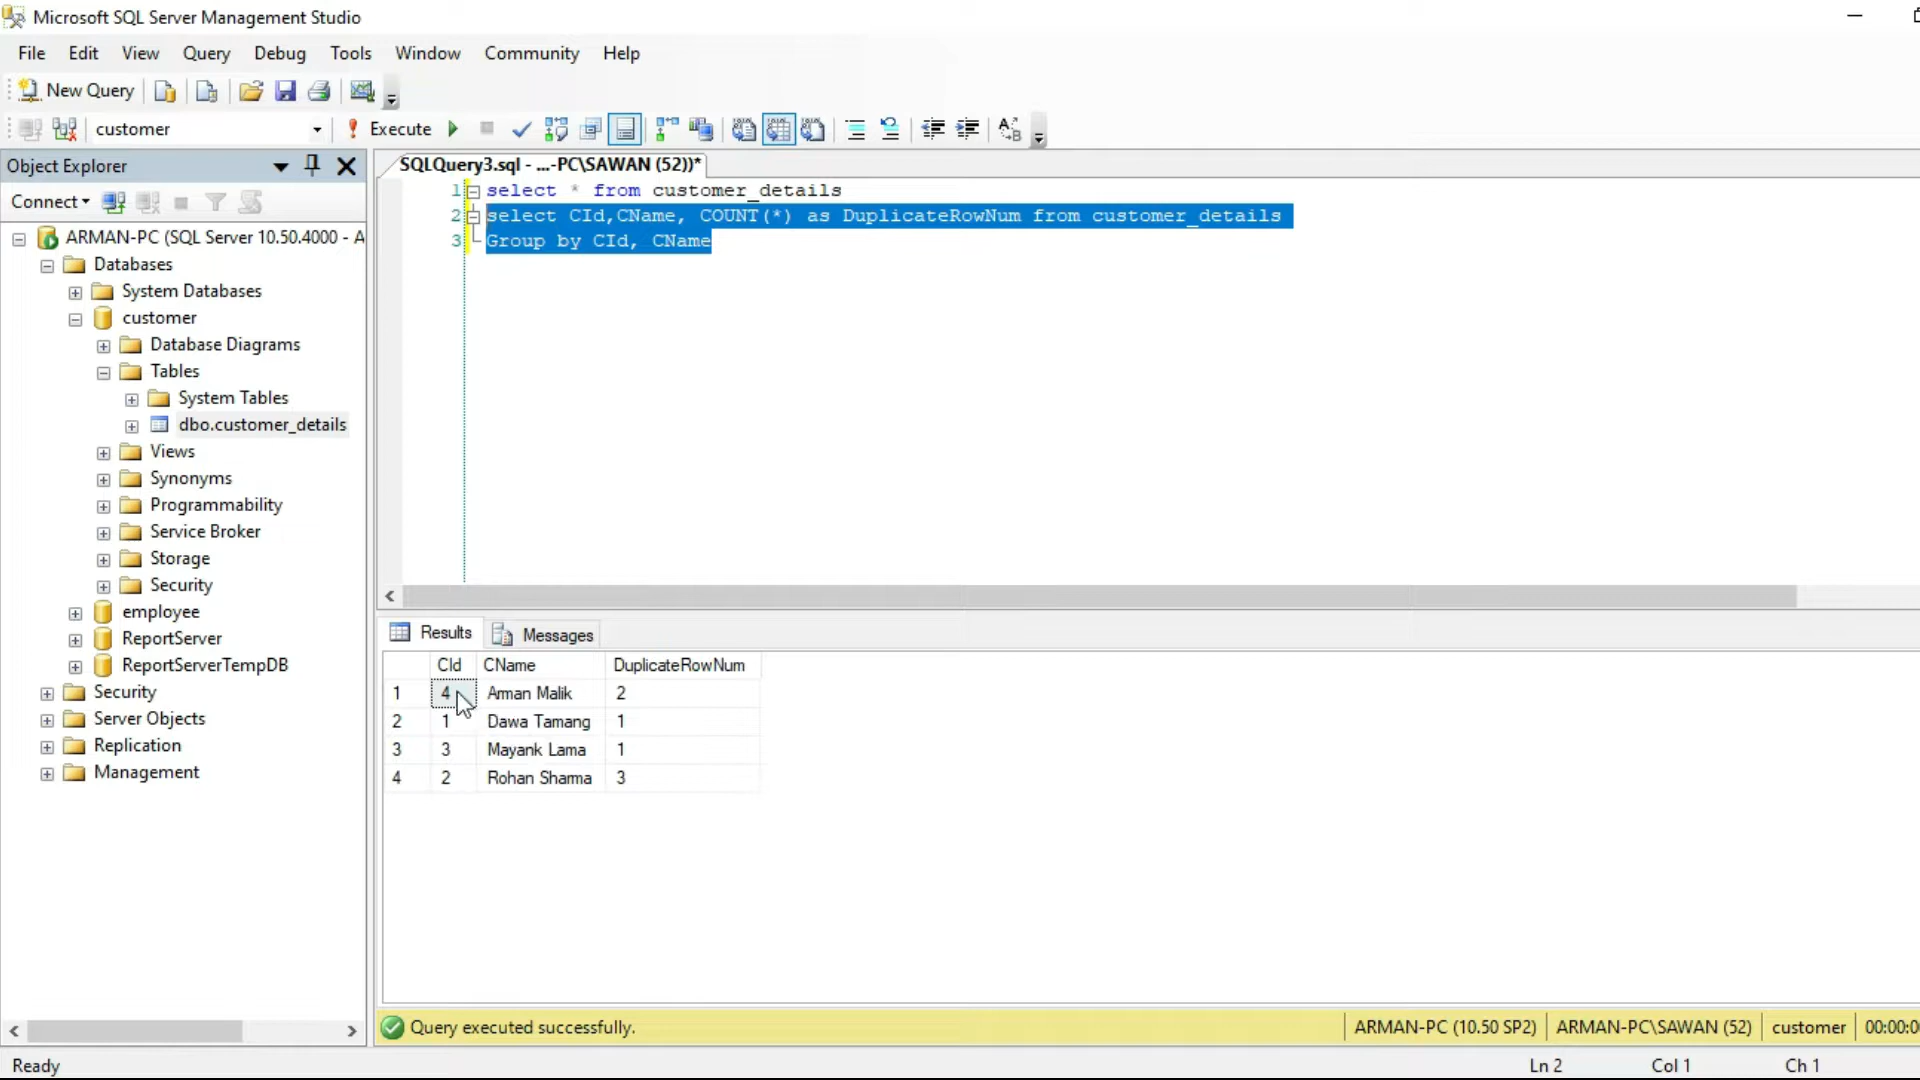 Microsoft SQL Server Management Studio
File Edit View Query Debug Tools Window Community Help
New Query
customer Execute
Object Explorer
SQLQuery3.sql - ...-PC\SAWAN (52))*
Connect
ARMAN-PC (SQL Server 10.50.4000 - A
Databases
System Databases
customer
Database Diagrams
Tables
System Tables
dbo.customer_details
Views
Synonyms
Programmability
Service Broker
Storage
Security
employee
ReportServer
ReportServerTempDB
Security
Server Objects
Replication
Management
1 select * from customer_details
2 select CId,CName, COUNT(*) as DuplicateRowNum from customer_details
3 Group by CId, CName
Results Messages
CId CName DuplicateRowNum
1 4 Arman Malik 2
2 1 Dawa Tamang 1
3 3 Mayank Lama 1
4 2 Rohan Sharma 3
Query executed successfully. ARMAN-PC (10.50 SP2) ARMAN-PC\SAWAN (52) customer 00:00:0
Ready Ln 2 Col 1 Ch 1